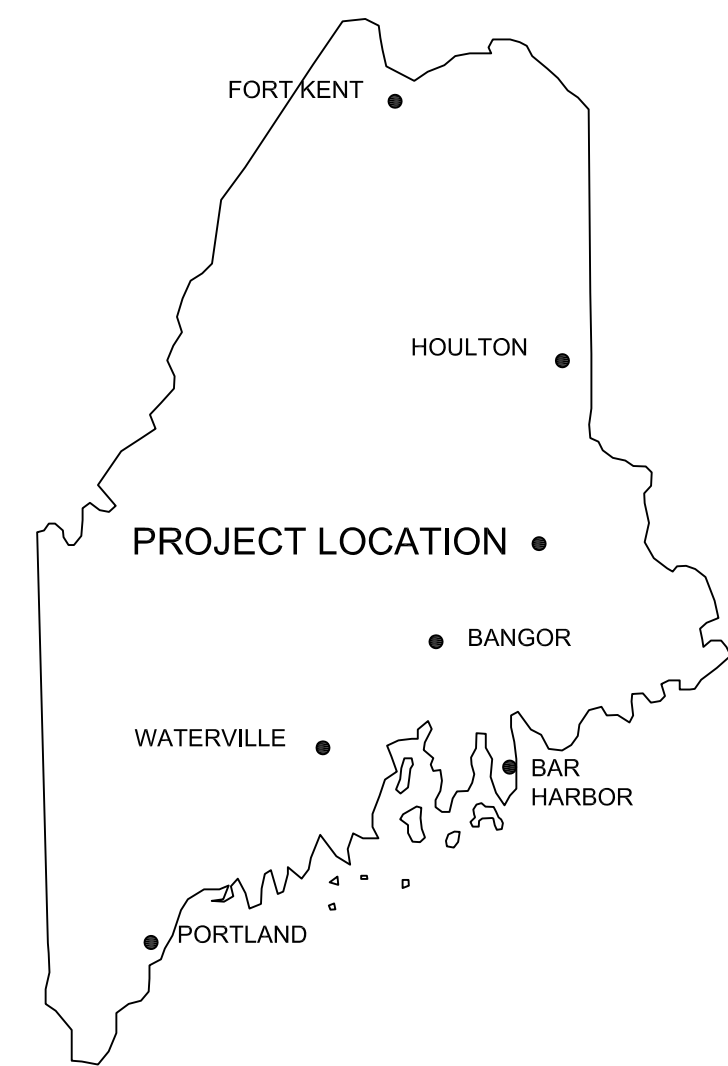 FORT KENT
HOULTON
PROJECT LOCATION
BANGOR
WATERVILLE
BAR
HARBOR
PORTLAND